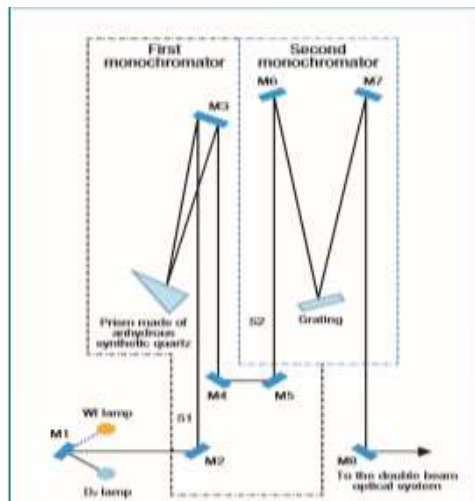 First
monochromator
Second
monochromator
M3
M6
M7
Prism made of
anhydrous
synthetic quartz
Grating
S2
M4
M5
S1
WI lamp
M1
M2
D₂ lamp
M8
To the double beam
optical system